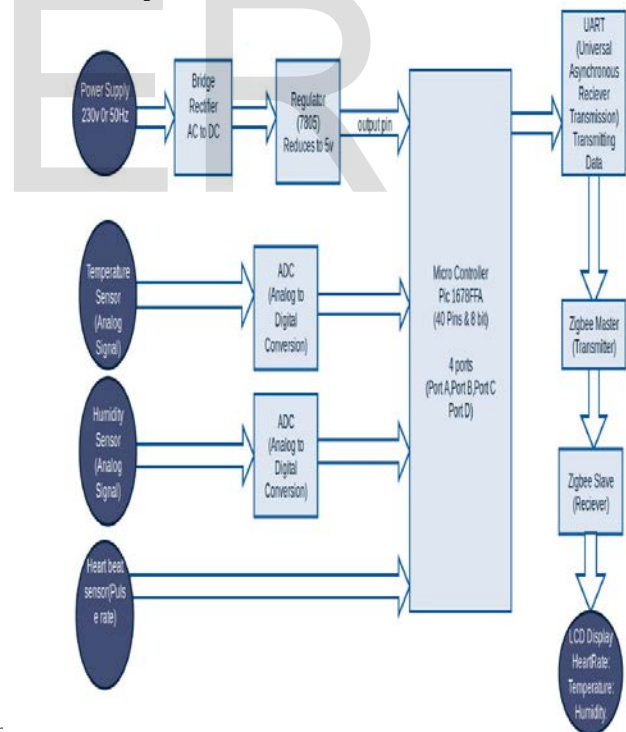 ER
Power Supply
230v 0r 50Hz
Bridge
Rectifier
AC to DC
Regulator
(7805)
Reduces to 5v
output pin
Micro Controller
Pic 1678FFA
(40 Pins & 8 bit)
4 ports
(Port A,Port B,Port C
Port D)
UART
(Universal
Asynchronous
Reciever
Transmission)
Transmitting
Data
Temperature
Sensor
(Analog
Signal)
ADC
(Analog to
Digital
Conversion)
Humidity
Sensor
(Analog
Signal)
ADC
(Analog to
Digital
Conversion)
Heart beat
sensor(Puls
e rate)
Zigbee Master
(Transmitter)
Zigbee Slave
(Reciever)
LCD Display
HeartRate:
Temperature:
Humidity.